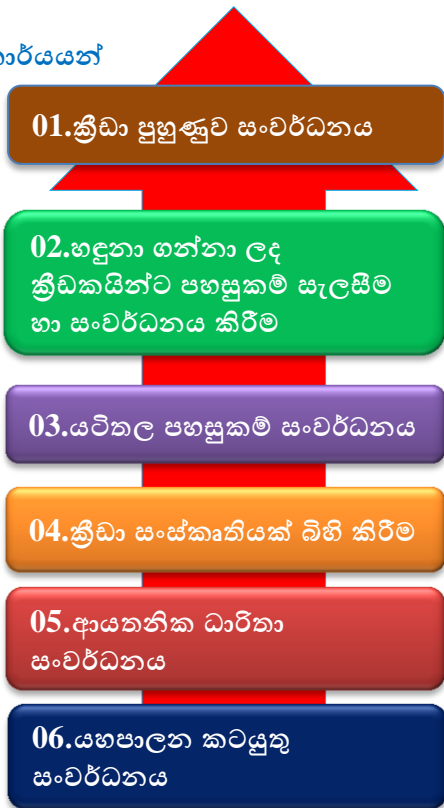 කාර්යයන්
01.ක්‍රීඩා පුහුණුව සංවර්ධනය
02.හඳුනා ගන්නා ලද
ක්‍රීඩකයින්ට පහසුකම් සැලසීම
හා සංවර්ධනය කිරීම
03.යටිතල පහසුකම් සංවර්ධනය
04.ක්‍රීඩා සංස්කෘතියක් බිහි කිරීම
05.ආයතනික ධාරිතා
සංවර්ධනය
06.යහපාලන කටයුතු
සංවර්ධනය